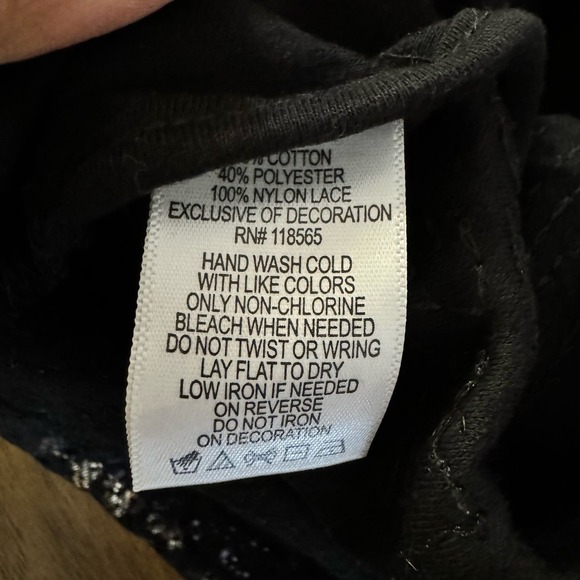 % COTTON
40% POLYESTER
100% NYLON LACE
EXCLUSIVE OF DECORATION
RN# 118565
HAND WASH COLD
WITH LIKE COLORS
ONLY NON-CHLORINE
BLEACH WHEN NEEDED
DO NOT TWIST OR WRING
LAY FLAT TO DRY
LOW IRON IF NEEDED
ON REVERSE
DO NOT IRON
ON DECORATION